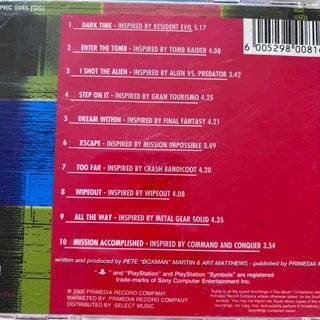 PRC 0045 (GG)
1 DARK TIME - INSPIRED BY RESIDENT EVIL 5.17
2 ENTER THE TOMB - INSPIRED BY TOMB RAIDER 4.08
3 I SHOT THE ALIEN - INSPIRED BY ALIEN VS. PREDATOR 3.42
4 STEP ON IT - INSPIRED BY GRAN TOURISMO 4.25
5 DREAM WITHIN - INSPIRED BY FINAL FANTASY 4.21
6 XSCAPE - INSPIRED BY MISSION IMPOSSIBLE 3.49
7 TOO FAR - INSPIRED BY CRASH BANDICOOT 4.20
8 WIPEOUT - INSPIRED BY WIPEOUT 4.08
9 ALL THE WAY - INSPIRED BY METAL GEAR SOLID 4.35
10 MISSION ACCOMPLISHED - INSPIRED BY COMMAND AND CONQUER 3.54
6 005298 0081
written and produced by PETE "BOXMAN" MARTIN & ART MATTHEWS - published by PRIMEDIA
" " and "PlayStation" and PlayStation "Symbols" are registered
trade-marks of Sony Computer Entertainment Inc.
℗ 2000 PRIMEDIA RECORD COMPANY
MARKETED BY PRIMEDIA RECORD COMPANY
DISTRIBUTED BY SELECT MUSIC